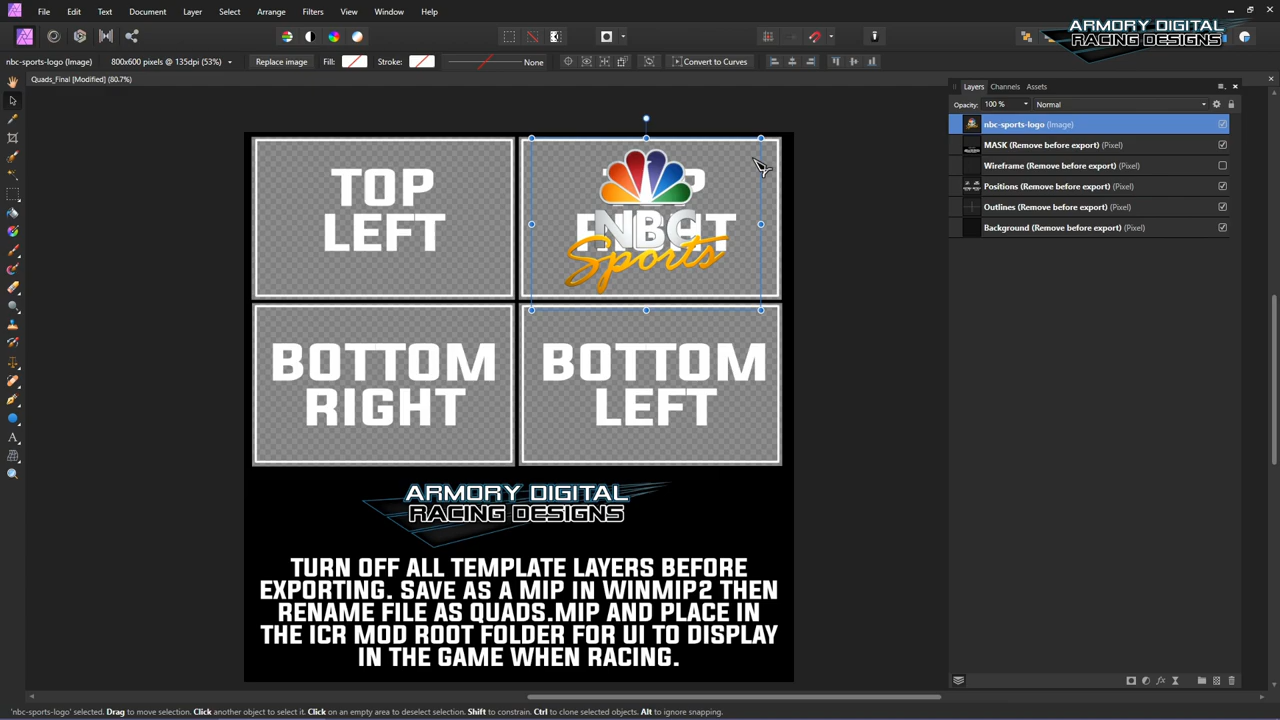 File Edit Text Document Layer Select Arrange Filters View Window Help
ARMORY DIGITAL
RACING DESIGNS
nbc-sports-logo (Image) 800x600 pixels @ 135dpi (53%) Replace image Fill: Stroke: None Convert to Curves
Quads_Final [Modified] (80.7%)
Layers Channels Assets
Opacity: 100 % Normal
nbc-sports-logo (Image)
MASK (Remove before export) (Pixel)
Wireframe (Remove before export) (Pixel)
Positions (Remove before export) (Pixel)
Outlines (Remove before export) (Pixel)
Background (Remove before export) (Pixel)
TOP
LEFT
NBC
Sports
BOTTOM
RIGHT
BOTTOM
LEFT
ARMORY DIGITAL
RACING DESIGNS
TURN OFF ALL TEMPLATE LAYERS BEFORE
EXPORTING. SAVE AS A MIP IN WINMIP2 THEN
RENAME FILE AS QUADS.MIP AND PLACE IN
THE ICR MOD ROOT FOLDER FOR UI TO DISPLAY
IN THE GAME WHEN RACING.
'nbc-sports-logo' selected. Drag to move selection. Click another object to select it. Click on an empty area to deselect selection. Shift to constrain. Ctrl to clone selected objects. Alt to ignore snapping.